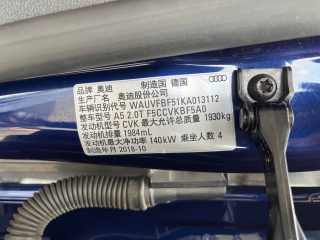 品牌 奥迪 制造国 德国
生产厂名 奥迪股份公司
车辆识别代号 WAUVFBF51KA013112
整车型号 A5 2.0T F5CCVKBF5A0
发动机型号 CVK 最大允许总质量 1930kg
发动机排量 1984mL
发动机最大净功率 140kW 乘坐人数 4
制造年月 2018-10